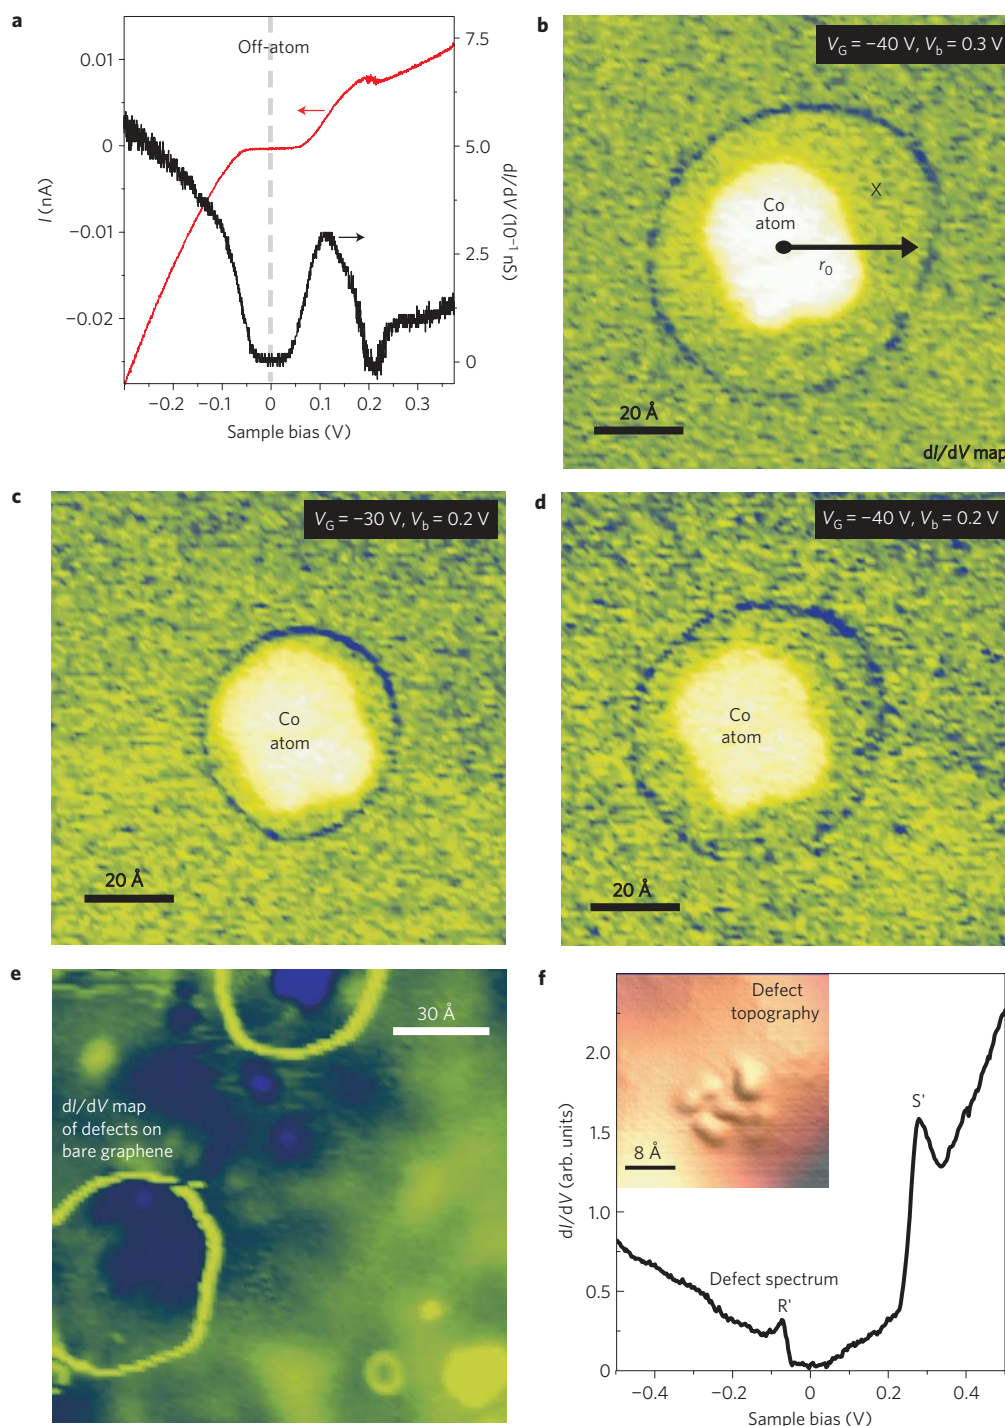 a
Off-atom
0.01
0
−0.01
−0.02
I (nA)
7.5
5.0
2.5
0
dI/dV (10⁻¹ nS)
−0.2
−0.1
0
0.1
0.2
0.3
Sample bias (V)
b
V_G = −40 V, V_b = 0.3 V
X
Co
atom
r₀
20 Å
dI/dV map
c
V_G = −30 V, V_b = 0.2 V
Co
atom
20 Å
d
V_G = −40 V, V_b = 0.2 V
Co
atom
20 Å
e
30 Å
dI/dV map
of defects on
bare graphene
f
Defect
topography
8 Å
2.0
1.5
1.0
0.5
0
dI/dV (arb. units)
S'
Defect spectrum
R'
−0.4
−0.2
0
0.2
0.4
Sample bias (V)